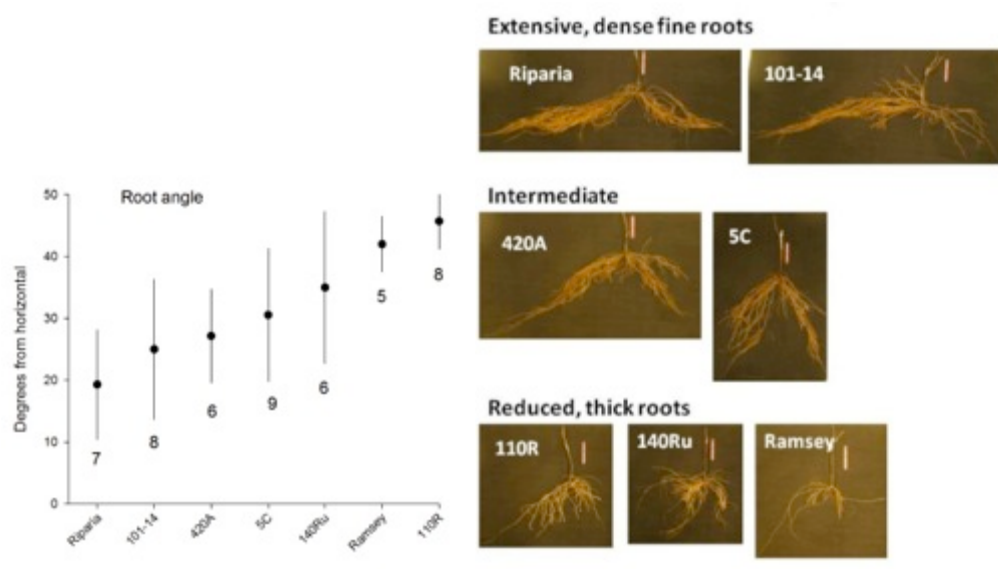 Root angle
Degrees from horizontal
50
40
30
20
10
0
7
8
6
9
6
5
8
Riparia
101-14
420A
5C
140Ru
Ramsey
110R
Extensive, dense fine roots
Riparia
101-14
Intermediate
420A
5C
Reduced, thick roots
110R
140Ru
Ramsey